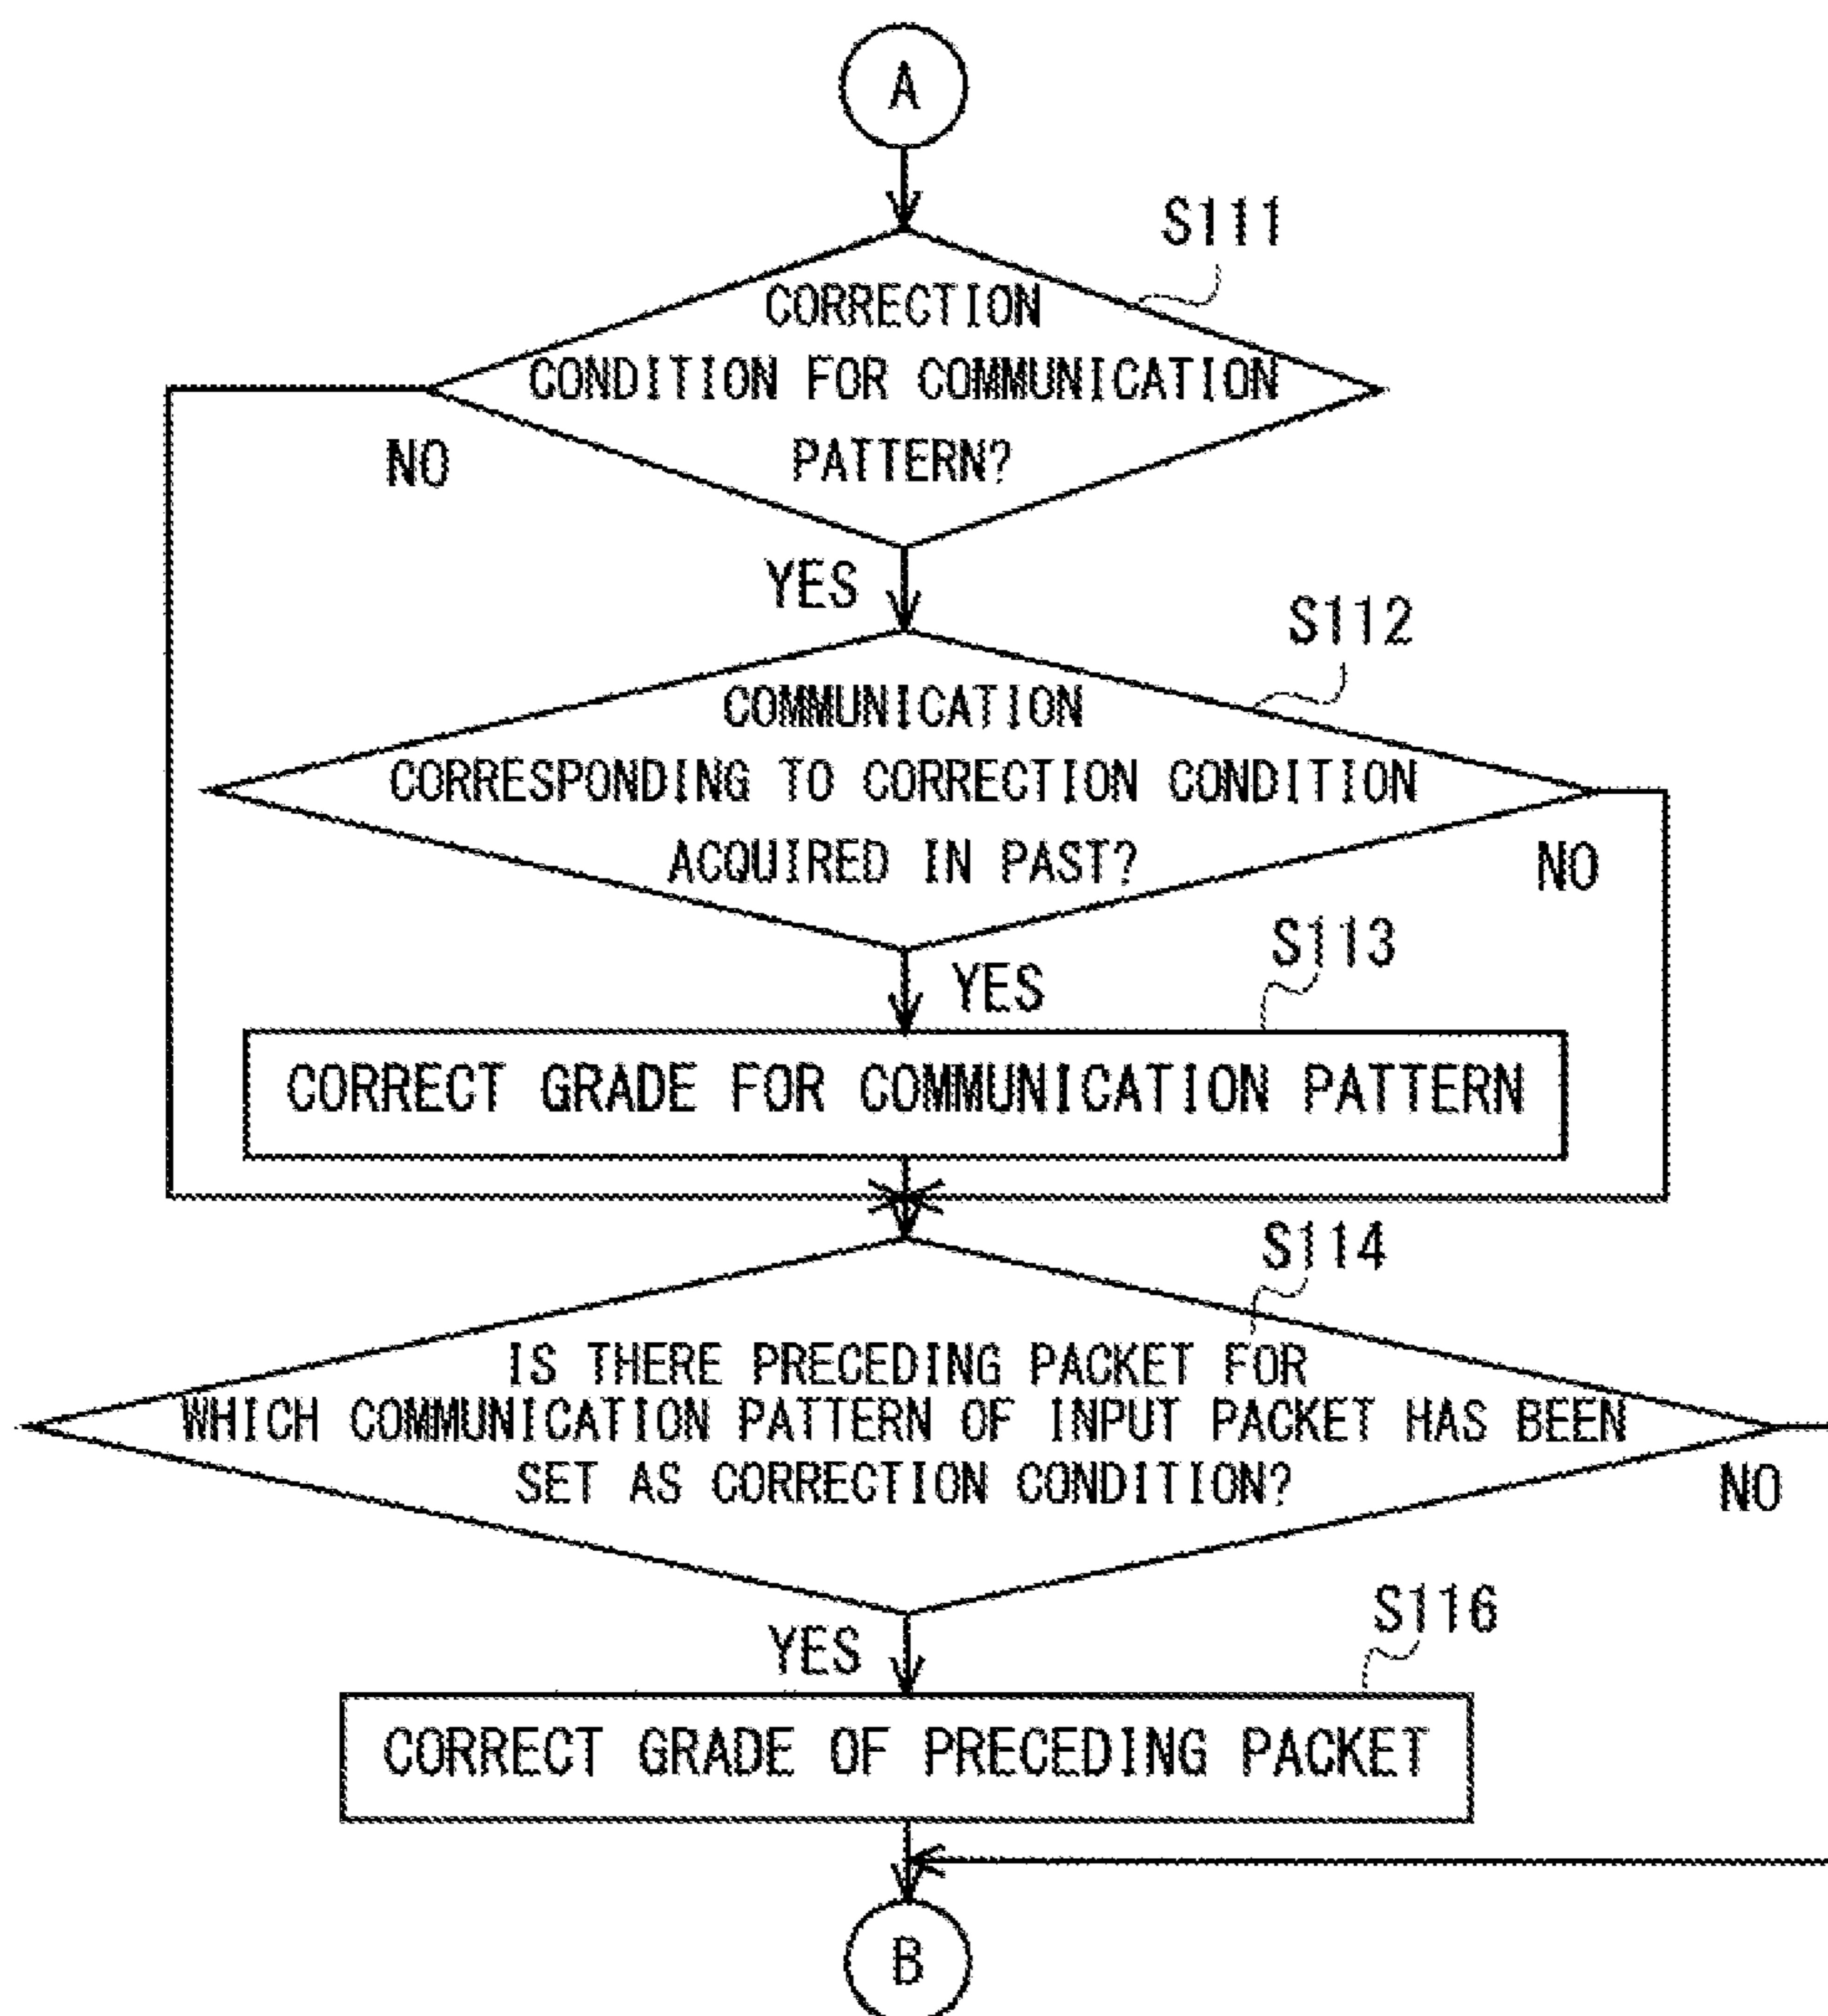 A
S111
CORRECTION
CONDITION FOR COMMUNICATION
PATTERN?
NO
YES
S112
COMMUNICATION
CORRESPONDING TO CORRECTION CONDITION
ACQUIRED IN PAST?
NO
YES
S113
CORRECT GRADE FOR COMMUNICATION PATTERN
S114
IS THERE PRECEDING PACKET FOR
WHICH COMMUNICATION PATTERN OF INPUT PACKET HAS BEEN
SET AS CORRECTION CONDITION?
NO
YES
S116
CORRECT GRADE OF PRECEDING PACKET
B